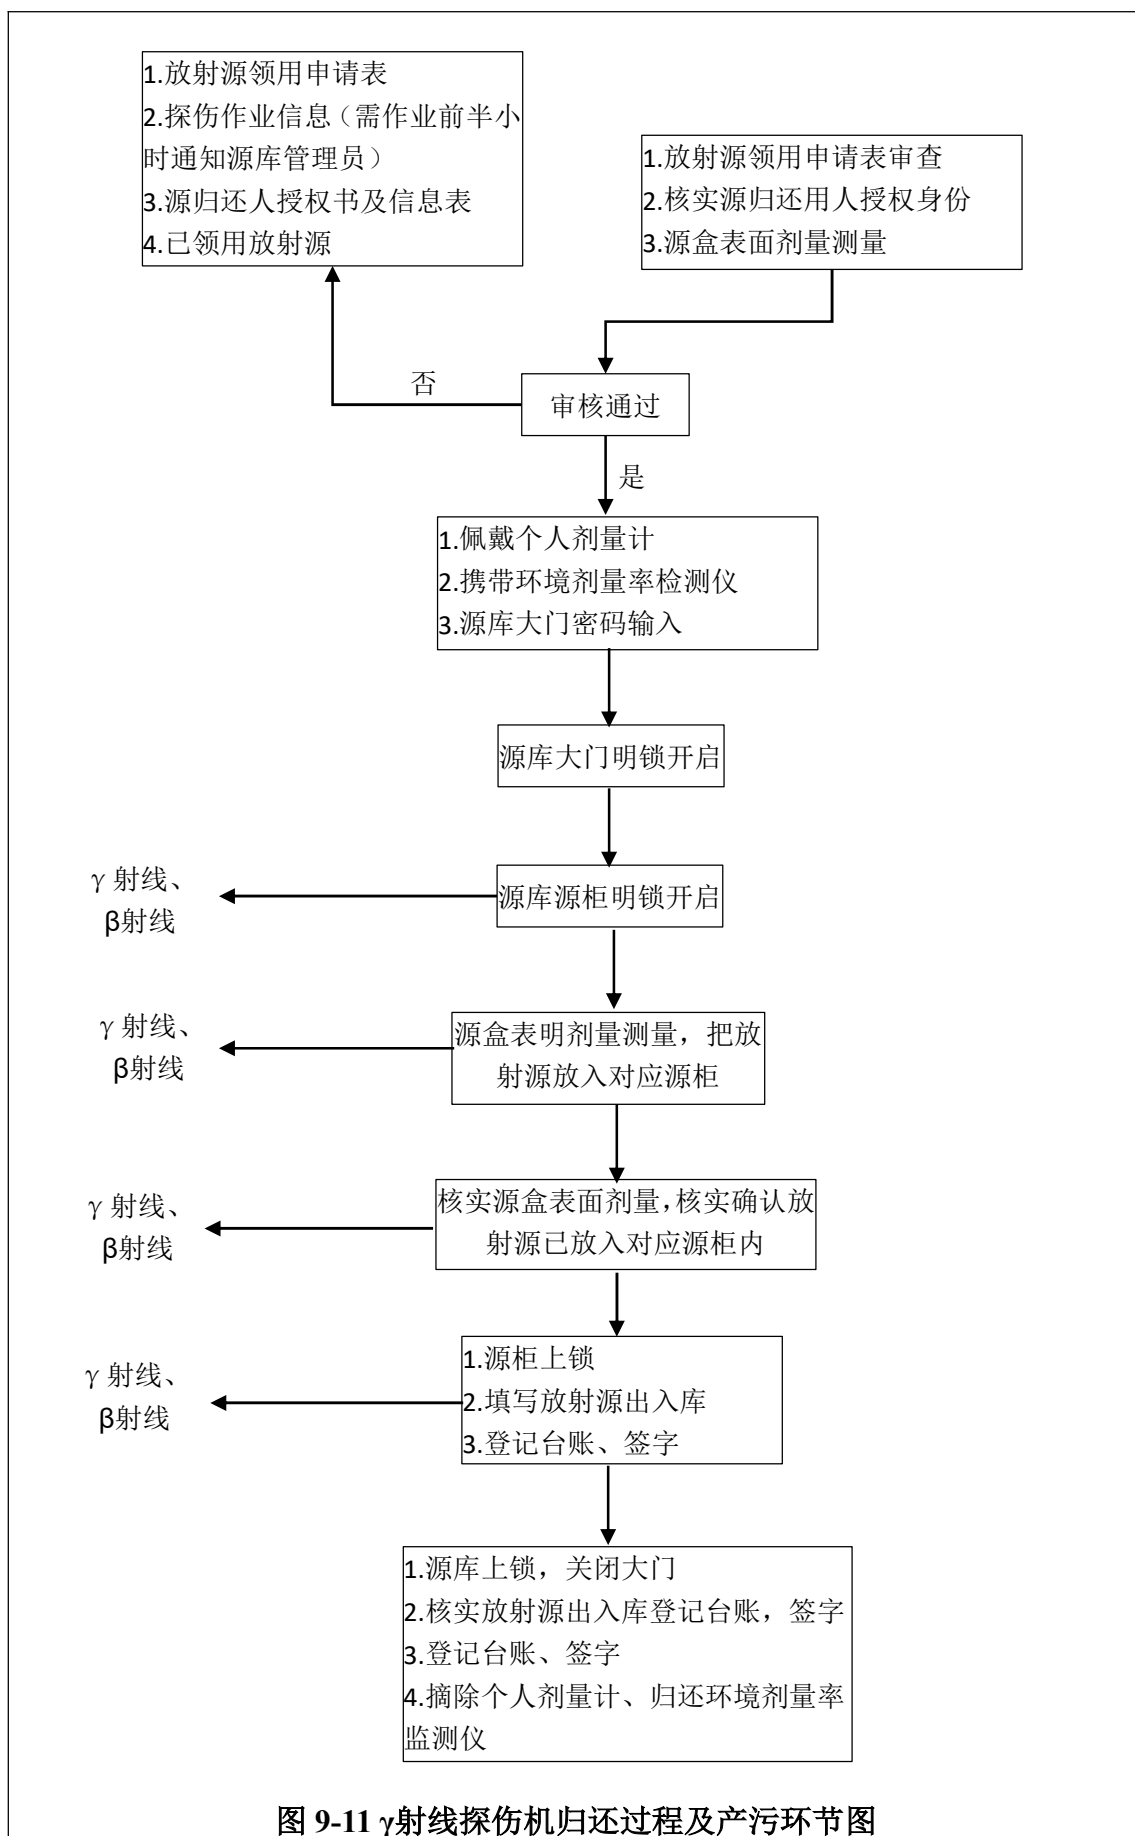 1.放射源领用申请表
2.探伤作业信息（需作业前半小
时通知源库管理员）
3.源归还人授权书及信息表
4.已领用放射源
1.放射源领用申请表审查
2.核实源归还用人授权身份
3.源盒表面剂量测量
否
审核通过
是
1.佩戴个人剂量计
2.携带环境剂量率检测仪
3.源库大门密码输入
源库大门明锁开启
γ射线、
β射线
源库源柜明锁开启
γ射线、
β射线
源盒表明剂量测量，把放
射源放入对应源柜
γ射线、
β射线
核实源盒表面剂量，核实确认放
射源已放入对应源柜内
γ射线、
β射线
1.源柜上锁
2.填写放射源出入库
3.登记台账、签字
1.源库上锁，关闭大门
2.核实放射源出入库登记台账，签字
3.登记台账、签字
4.摘除个人剂量计、归还环境剂量率
监测仪
图 9-11 γ射线探伤机归还过程及产污环节图